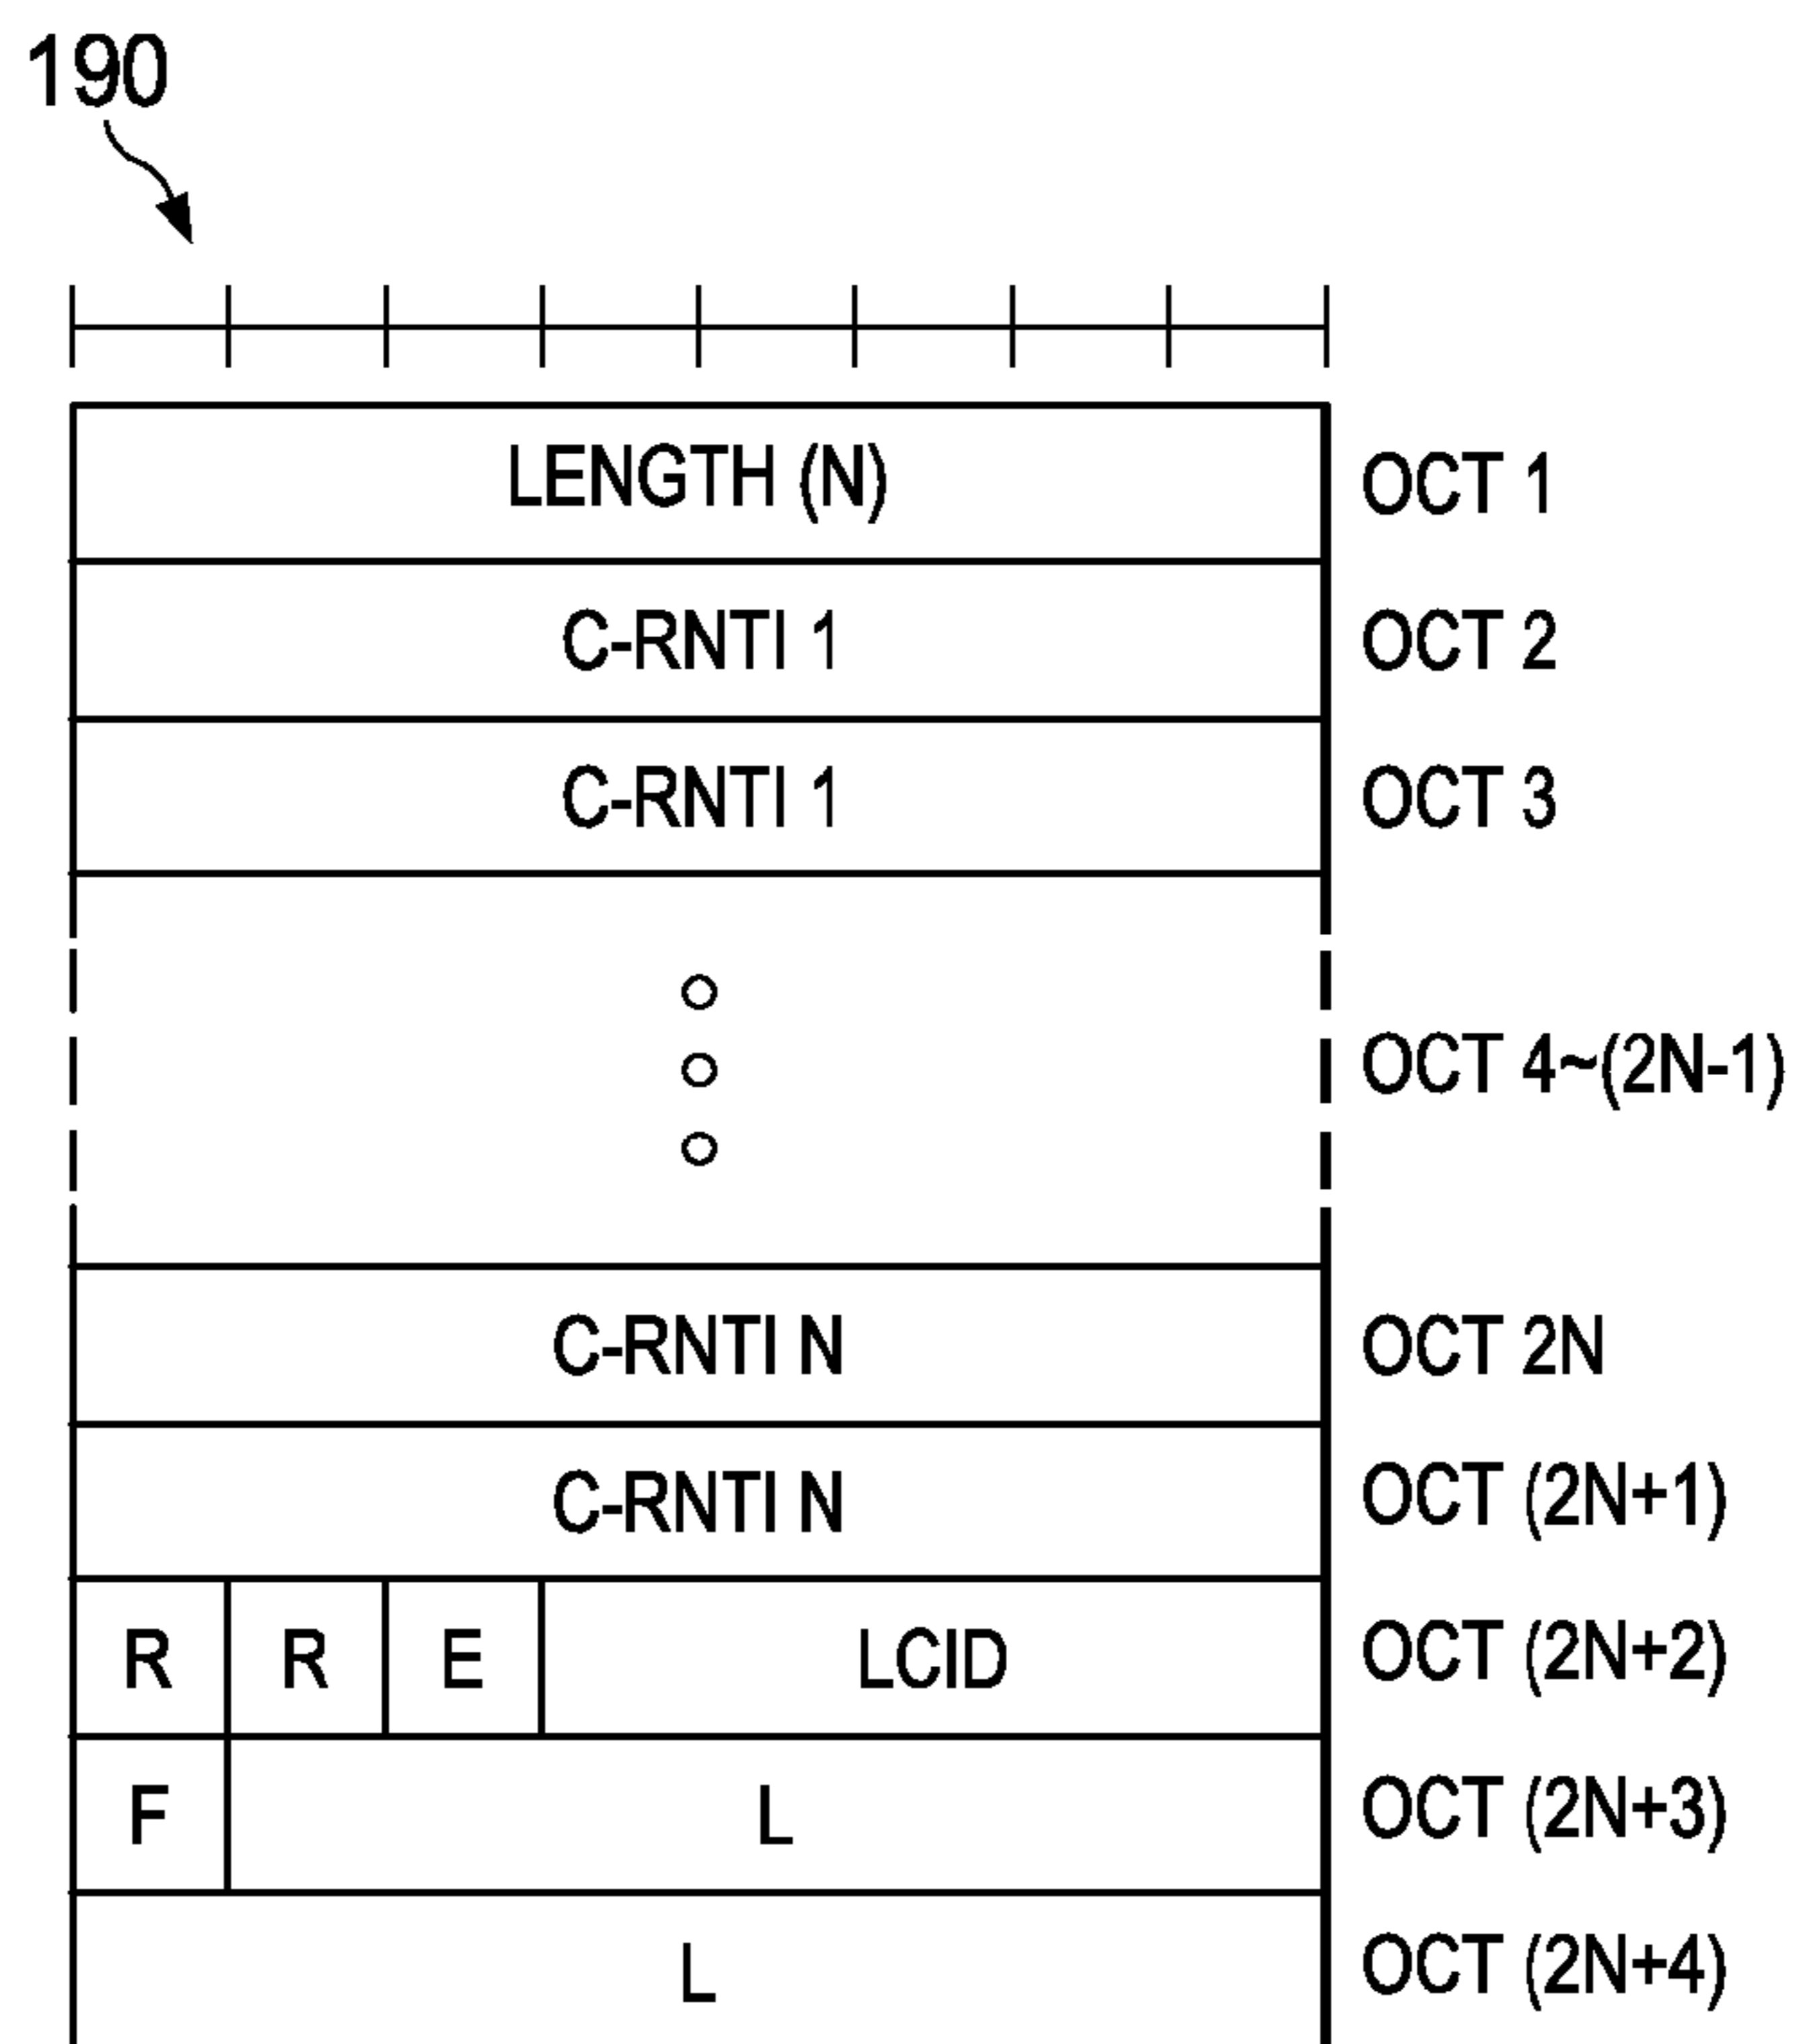 190
LENGTH (N) OCT 1
C-RNTI 1 OCT 2
C-RNTI 1 OCT 3
OCT 4~(2N-1)
C-RNTI N OCT 2N
C-RNTI N OCT (2N+1)
R R E LCID OCT (2N+2)
F L OCT (2N+3)
L OCT (2N+4)